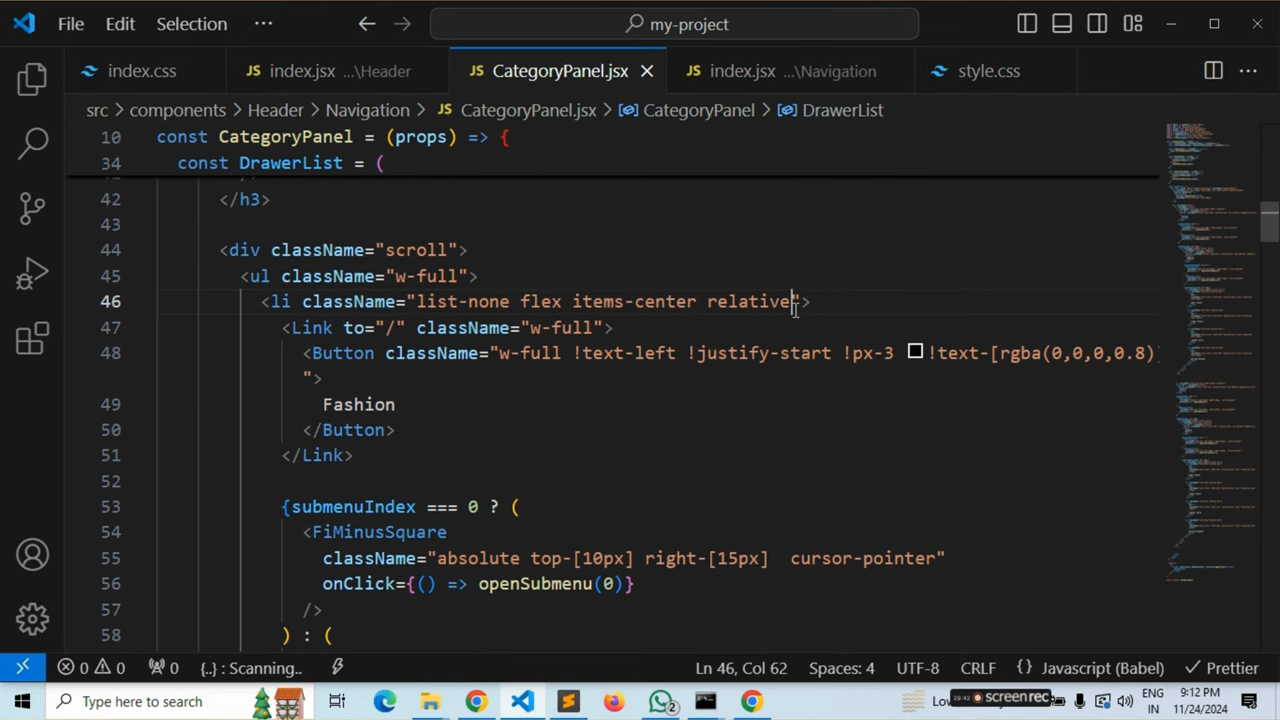 File Edit Selection ··· my-project
index.css index.jsx ...\Header CategoryPanel.jsx index.jsx ...\Navigation style.css
src > components > Header > Navigation > CategoryPanel.jsx > CategoryPanel > DrawerList
10 const CategoryPanel = (props) => {
34 const DrawerList = (
42 </h3>
43
44 <div className="scroll">
45 <ul className="w-full">
46 <li className="list-none flex items-center relative">
47 <Link to="/" className="w-full">
48 <Button className="w-full !text-left !justify-start !px-3 !text-[rgba(0,0,0,0.8)]
">
49 Fashion
50 </Button>
51 </Link>
52
53 {submenuIndex === 0 ? (
54 <FiMinusSquare
55 className="absolute top-[10px] right-[15px]  cursor-pointer"
56 onClick={() => openSubmenu(0)}
57 />
58 ) : (
0 0 0 {..} : Scanning.. Ln 46, Col 62 Spaces: 4 UTF-8 CRLF {} Javascript (Babel) Prettier
Type here to search 2 29:42 screenrec ENG IN 9:12 PM 11/24/2024